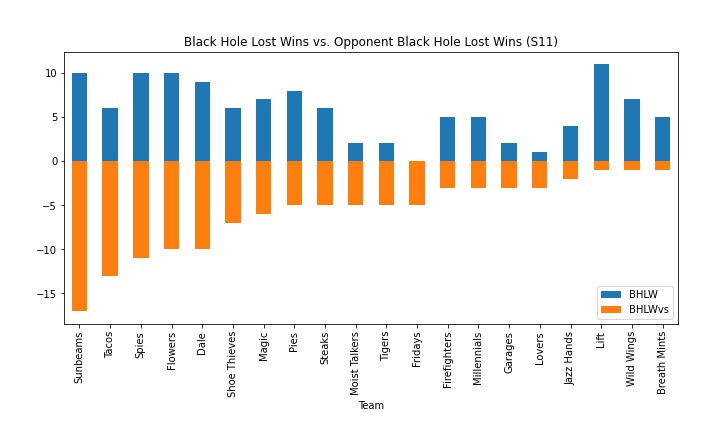 Black Hole Lost Wins vs. Opponent Black Hole Lost Wins (S11)
10
5
0
−5
−10
−15
BHLW
BHLWvs
Sunbeams
Tacos
Spies
Flowers
Dale
Shoe Thieves
Magic
Pies
Steaks
Moist Talkers
Tigers
Fridays
Firefighters
Millennials
Garages
Lovers
Jazz Hands
Lift
Wild Wings
Breath Mints
Team